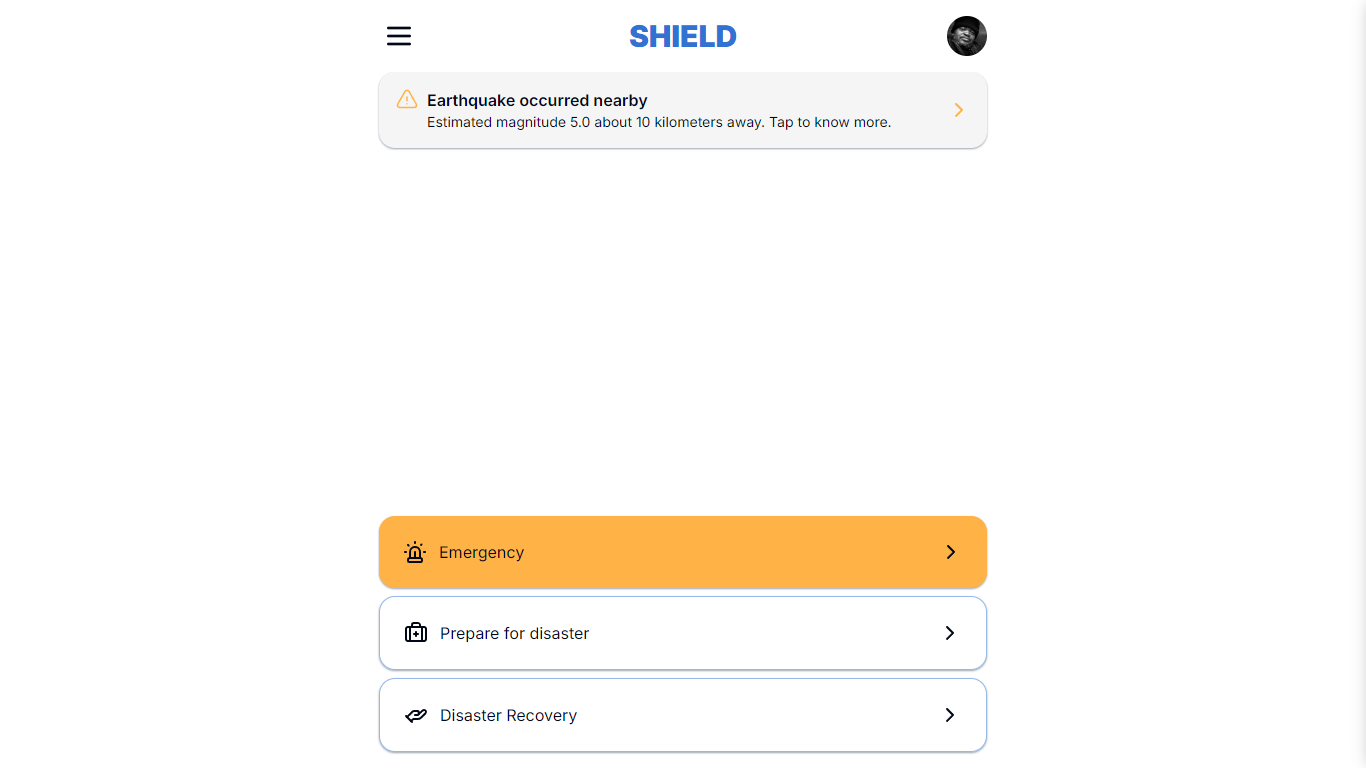 SHIELD
Earthquake occurred nearby
Estimated magnitude 5.0 about 10 kilometers away. Tap to know more.
Emergency
Prepare for disaster
Disaster Recovery